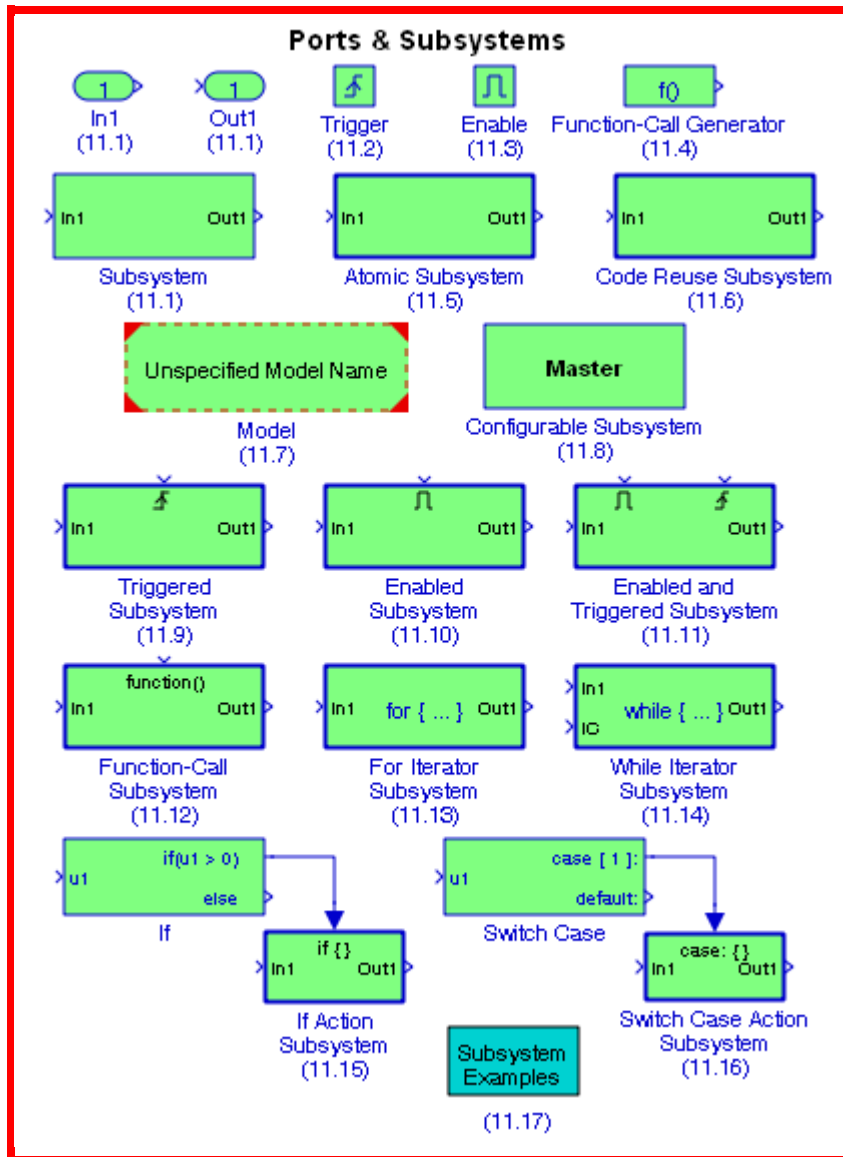 Ports & Subsystems
1
1
f()
In1
Out1
Trigger
Enable
Function-Call Generator
(11.1)
(11.1)
(11.2)
(11.3)
(11.4)
In1
Out1
In1
Out1
In1
Out1
Subsystem
(11.1)
Atomic Subsystem
(11.5)
Code Reuse Subsystem
(11.6)
Unspecified Model Name
Master
Model
(11.7)
Configurable Subsystem
(11.8)
In1
Out1
In1
Out1
In1
Out1
Triggered
Subsystem
(11.9)
Enabled
Subsystem
(11.10)
Enabled and
Triggered Subsystem
(11.11)
function()
In1
Out1
In1
for { ... }
Out1
In1
IC
while { ... }
Out1
Function-Call
Subsystem
(11.12)
For Iterator
Subsystem
(11.13)
While Iterator
Subsystem
(11.14)
u1
if(u1 > 0)
else
If
u1
case [ 1 ]:
default:
Switch Case
if {}
In1
Out1
If Action
Subsystem
(11.15)
case: {}
In1
Out1
Switch Case Action
Subsystem
(11.16)
Subsystem
Examples
(11.17)